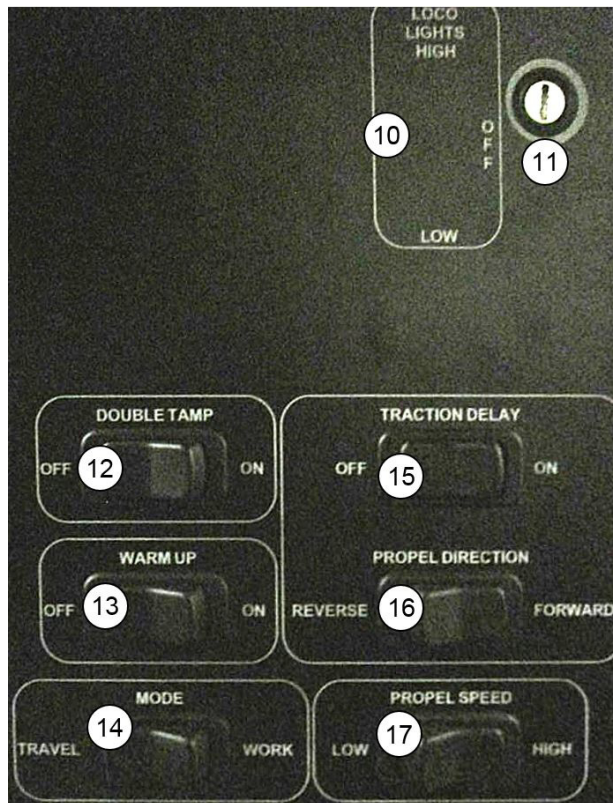 LOCO
LIGHTS
HIGH
10
OFF
11
LOW
DOUBLE TAMP
OFF 12 ON
TRACTION DELAY
OFF 15 ON
WARM UP
OFF 13 ON
PROPEL DIRECTION
REVERSE 16 FORWARD
MODE
14
TRAVEL WORK
PROPEL SPEED
17
LOW HIGH